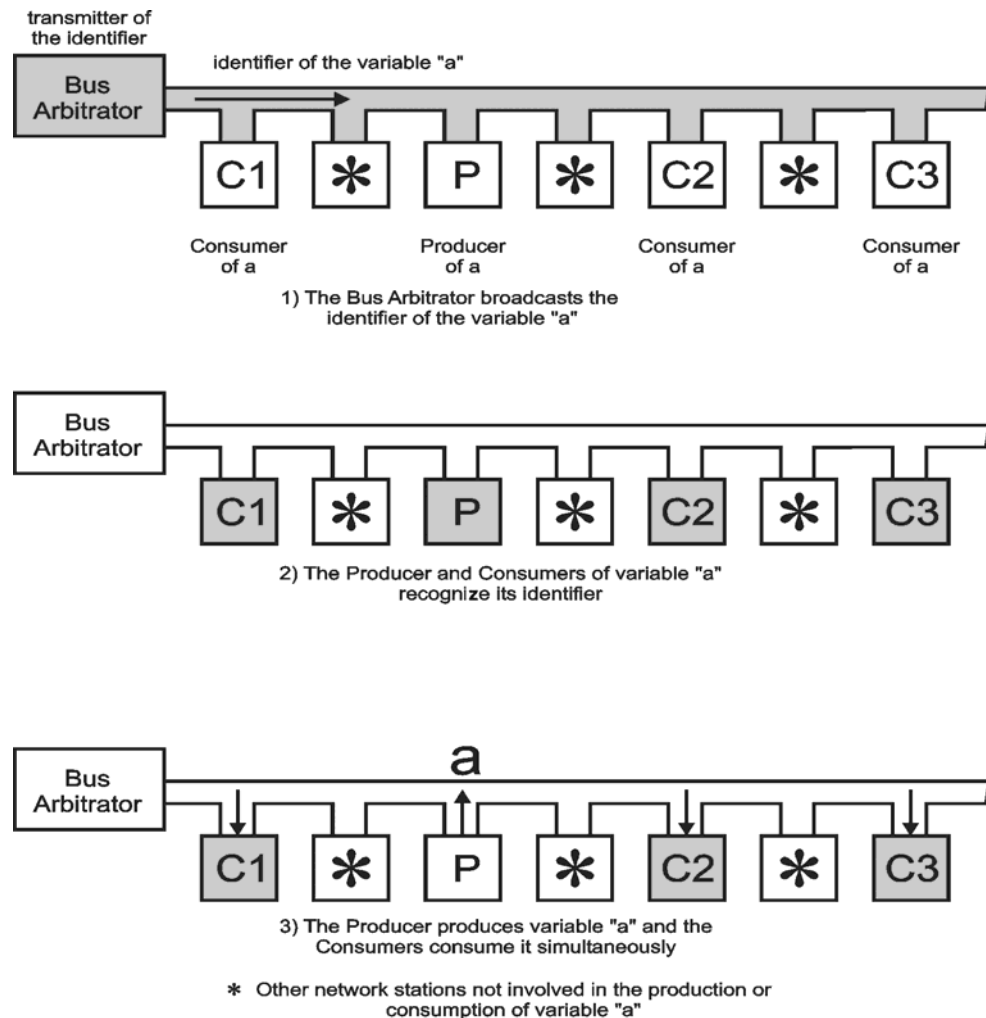 transmitter of
the identifier
Bus
Arbitrator
identifier of the variable "a"
C1
*
P
*
C2
*
C3
Consumer
of a
Producer
of a
Consumer
of a
Consumer
of a
1) The Bus Arbitrator broadcasts the
identifier of the variable "a"
Bus
Arbitrator
C1
*
P
*
C2
*
C3
2) The Producer and Consumers of variable "a"
recognize its identifier
Bus
Arbitrator
a
C1
*
P
*
C2
*
C3
3) The Producer produces variable "a" and the
Consumers consume it simultaneously
* Other network stations not involved in the production or
consumption of variable "a"